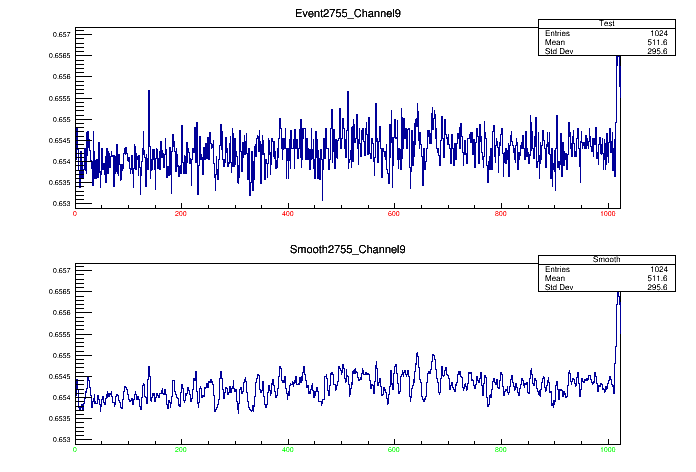 Event2755_Channel9
Test
Entries 1024
Mean 511.6
Std Dev 295.6
0.657
0.6565
0.656
0.6555
0.655
0.6545
0.654
0.6535
0.653
0 200 400 600 800 1000
Smooth2755_Channel9
Smooth
Entries 1024
Mean 511.6
Std Dev 295.6
0.657
0.6565
0.656
0.6555
0.655
0.6545
0.654
0.6535
0.653
0 200 400 600 800 1000